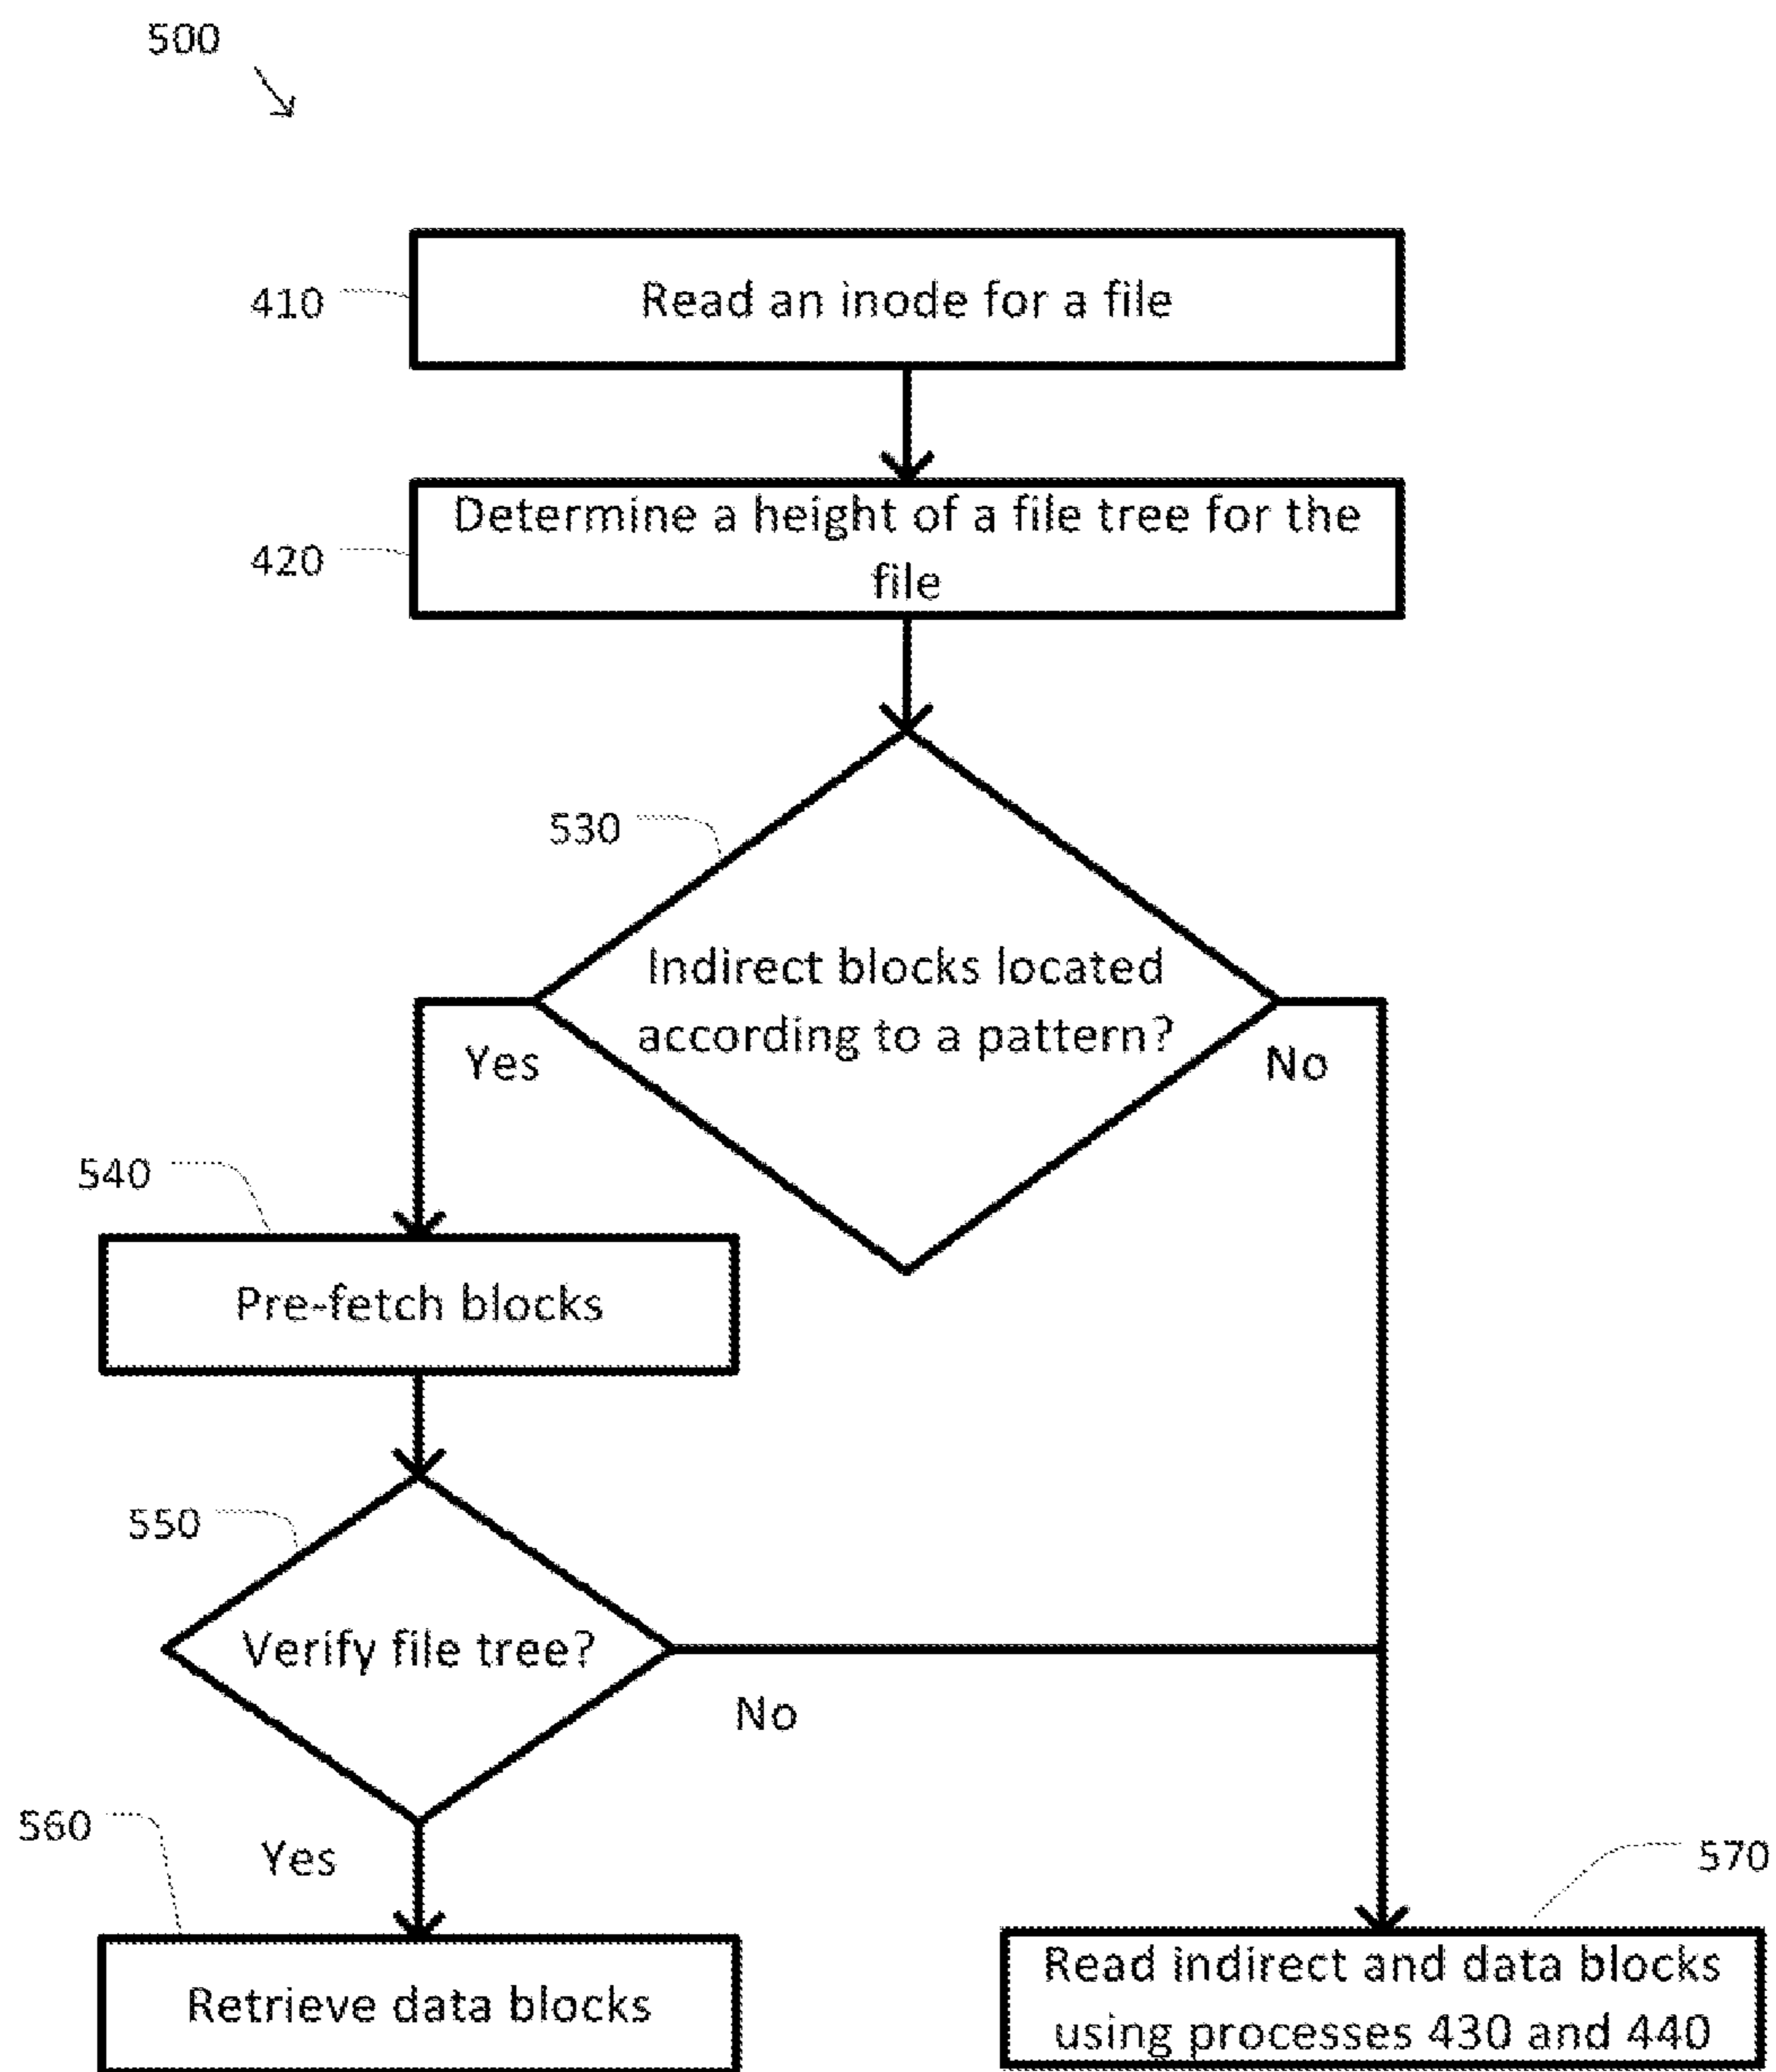 500
410
Read an inode for a file
420
Determine a height of a file tree for the
file
530
Indirect blocks located
according to a pattern?
Yes
No
540
Pre-fetch blocks
550
Verify file tree?
No
560
Yes
570
Retrieve data blocks
Read indirect and data blocks
using processes 430 and 440